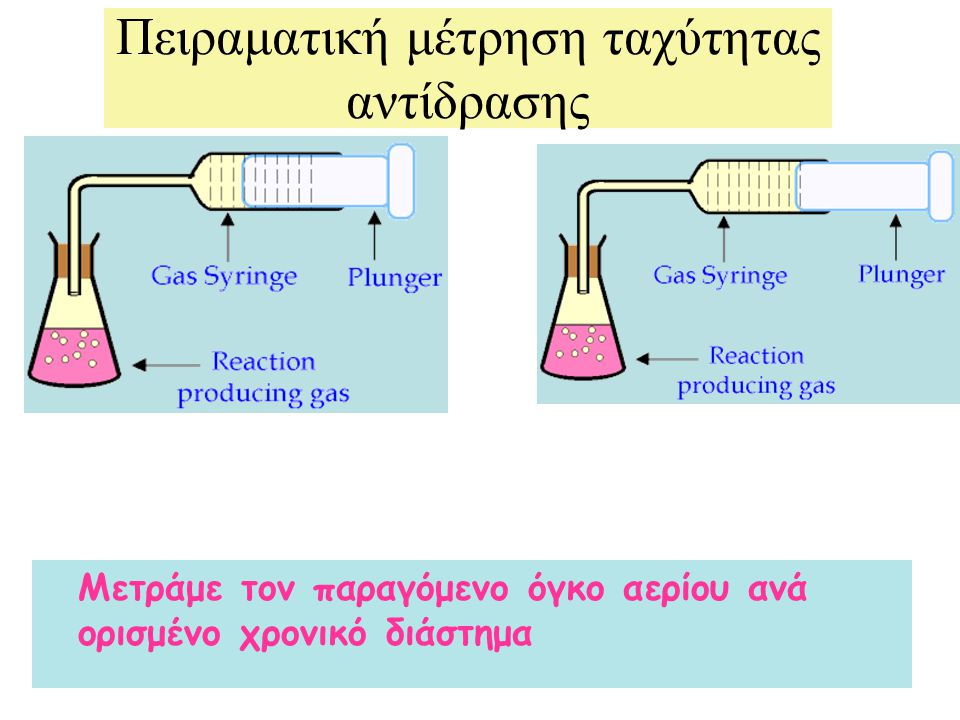 Πειραματική μέτρηση ταχύτητας
αντίδρασης
Gas Syringe
Plunger
Reaction
producing gas
Gas Syringe
Plunger
Reaction
producing gas
Μετράμε τον παραγόμενο όγκο αερίου ανά
ορισμένο χρονικό διάστημα